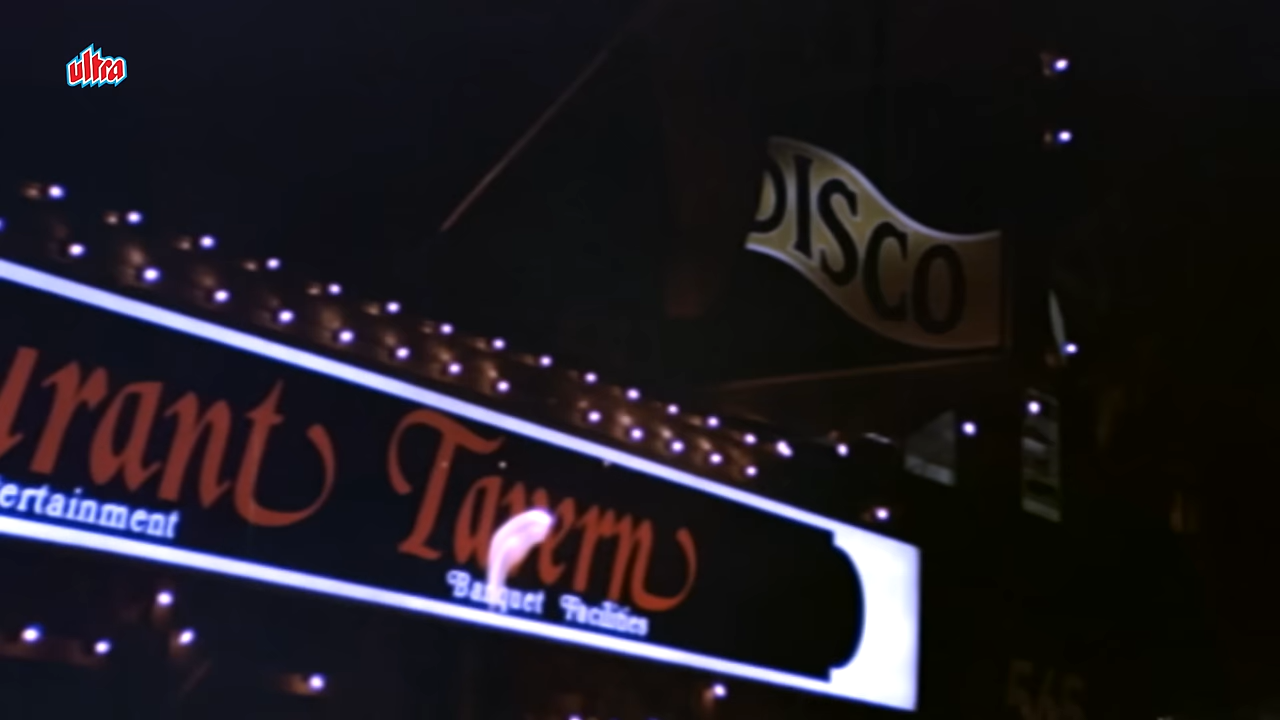 ultra
DISCO
urant Tavern
ertainment
Banquet Facilities